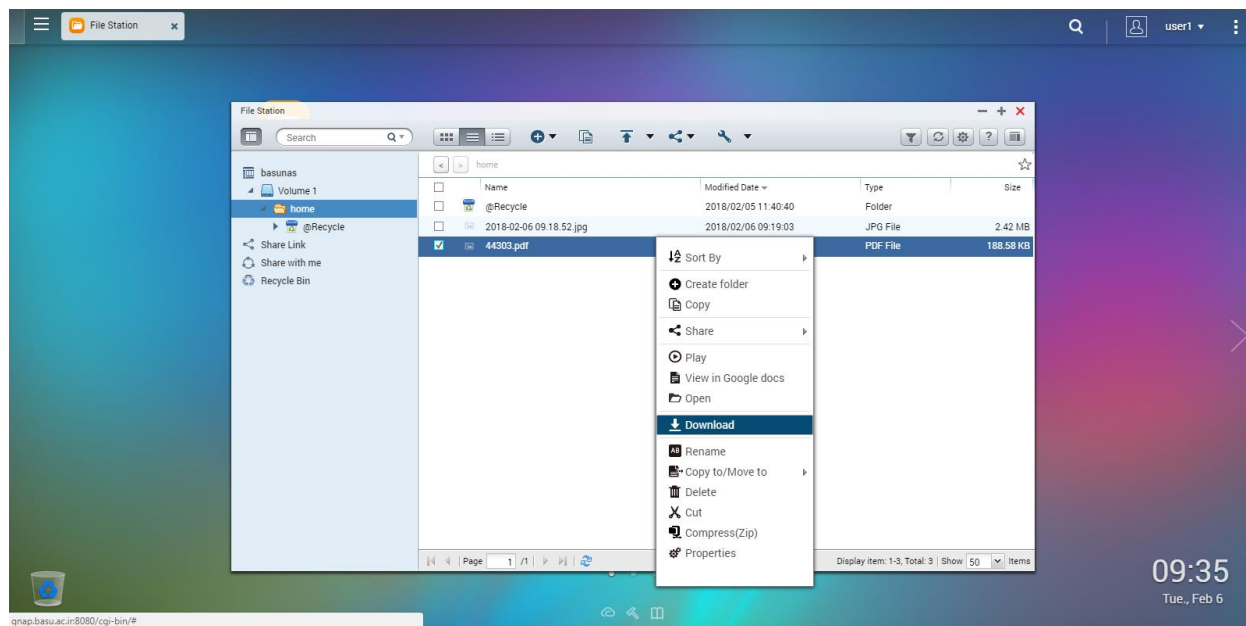 File Station
user1
File Station
Search
basunas
Volume 1
home
@Recycle
Share Link
Share with me
Recycle Bin
home
Name Modified Date Type Size
@Recycle 2018/02/05 11:40:40 Folder
2018-02-06 09.18.52.jpg 2018/02/06 09:19:03 JPG File 2.42 MB
44303.pdf PDF File 188.58 KB
Sort By
Create folder
Copy
Share
Play
View in Google docs
Open
Download
Rename
Copy to/Move to
Delete
Cut
Compress(Zip)
Properties
Page 1 /1 Display item: 1-3, Total: 3 Show 50 Items
09:35
Tue., Feb 6
qnap.basu.ac.ir:8080/cgi-bin/#